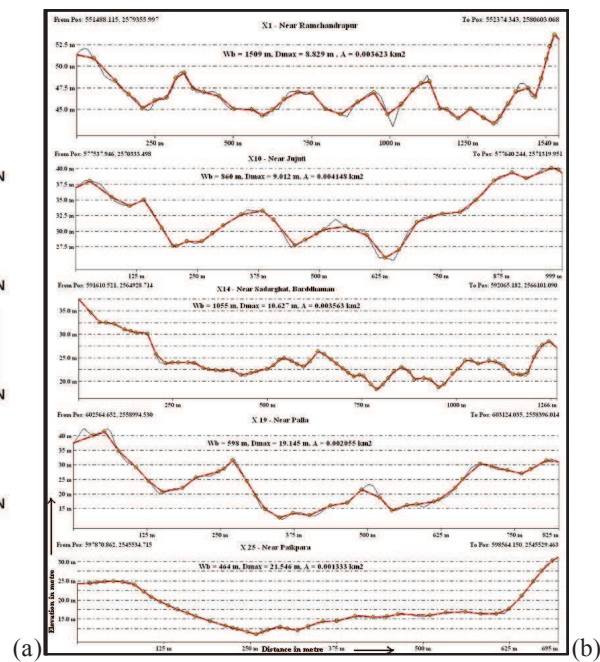 From Pos: 551488.115, 2579355.997
To Pos: 552374.343, 2580603.068
X1 - Near Ramchandrapur
Wb = 1509 m, Dmax = 8.829 m , A = 0.003623 km2
52.5 m
50.0 m
47.5 m
45.0 m
250 m 500 m 750 m 1000 m 1250 m 1540 m
From Pos: 577537.946, 2570333.498
To Pos: 577640.244, 2571319.951
X10 - Near Jujuti
Wb = 860 m, Dmax = 9.012 m, A = 0.004148 km2
40.0 m
37.5 m
35.0 m
32.5 m
30.0 m
27.5 m
125 m 250 m 375 m 500 m 625 m 750 m 875 m 999 m
From Pos: 591610.521, 2564928.714
To Pos: 592065.182, 2566101.090
X14 - Near Sadarghat, Barddhaman
Wb = 1055 m, Dmax = 10.627 m, A = 0.003563 km2
35.0 m
30.0 m
25.0 m
20.0 m
250 m 500 m 750 m 1000 m 1266 m
From Pos: 602564.652, 2558994.530
To Pos: 603124.035, 2558396.014
X 19 - Near Palla
Wb = 598 m, Dmax = 19.145 m, A = 0.002055 km2
40 m
35 m
30 m
25 m
20 m
15 m
125 m 250 m 375 m 500 m 625 m 750 m 825 m
From Pos: 597870.862, 2545534.715
To Pos: 598564.150, 2545529.463
X 25 - Near Paikpara
Wb = 464 m, Dmax = 21.546 m, A = 0.001333 km2
30.0 m
25.0 m
20.0 m
15.0 m
125 m 250 m 375 m 500 m 625 m 695 m
Elevation in metre
Distance in metre
(a)
(b)
N
N
N
N